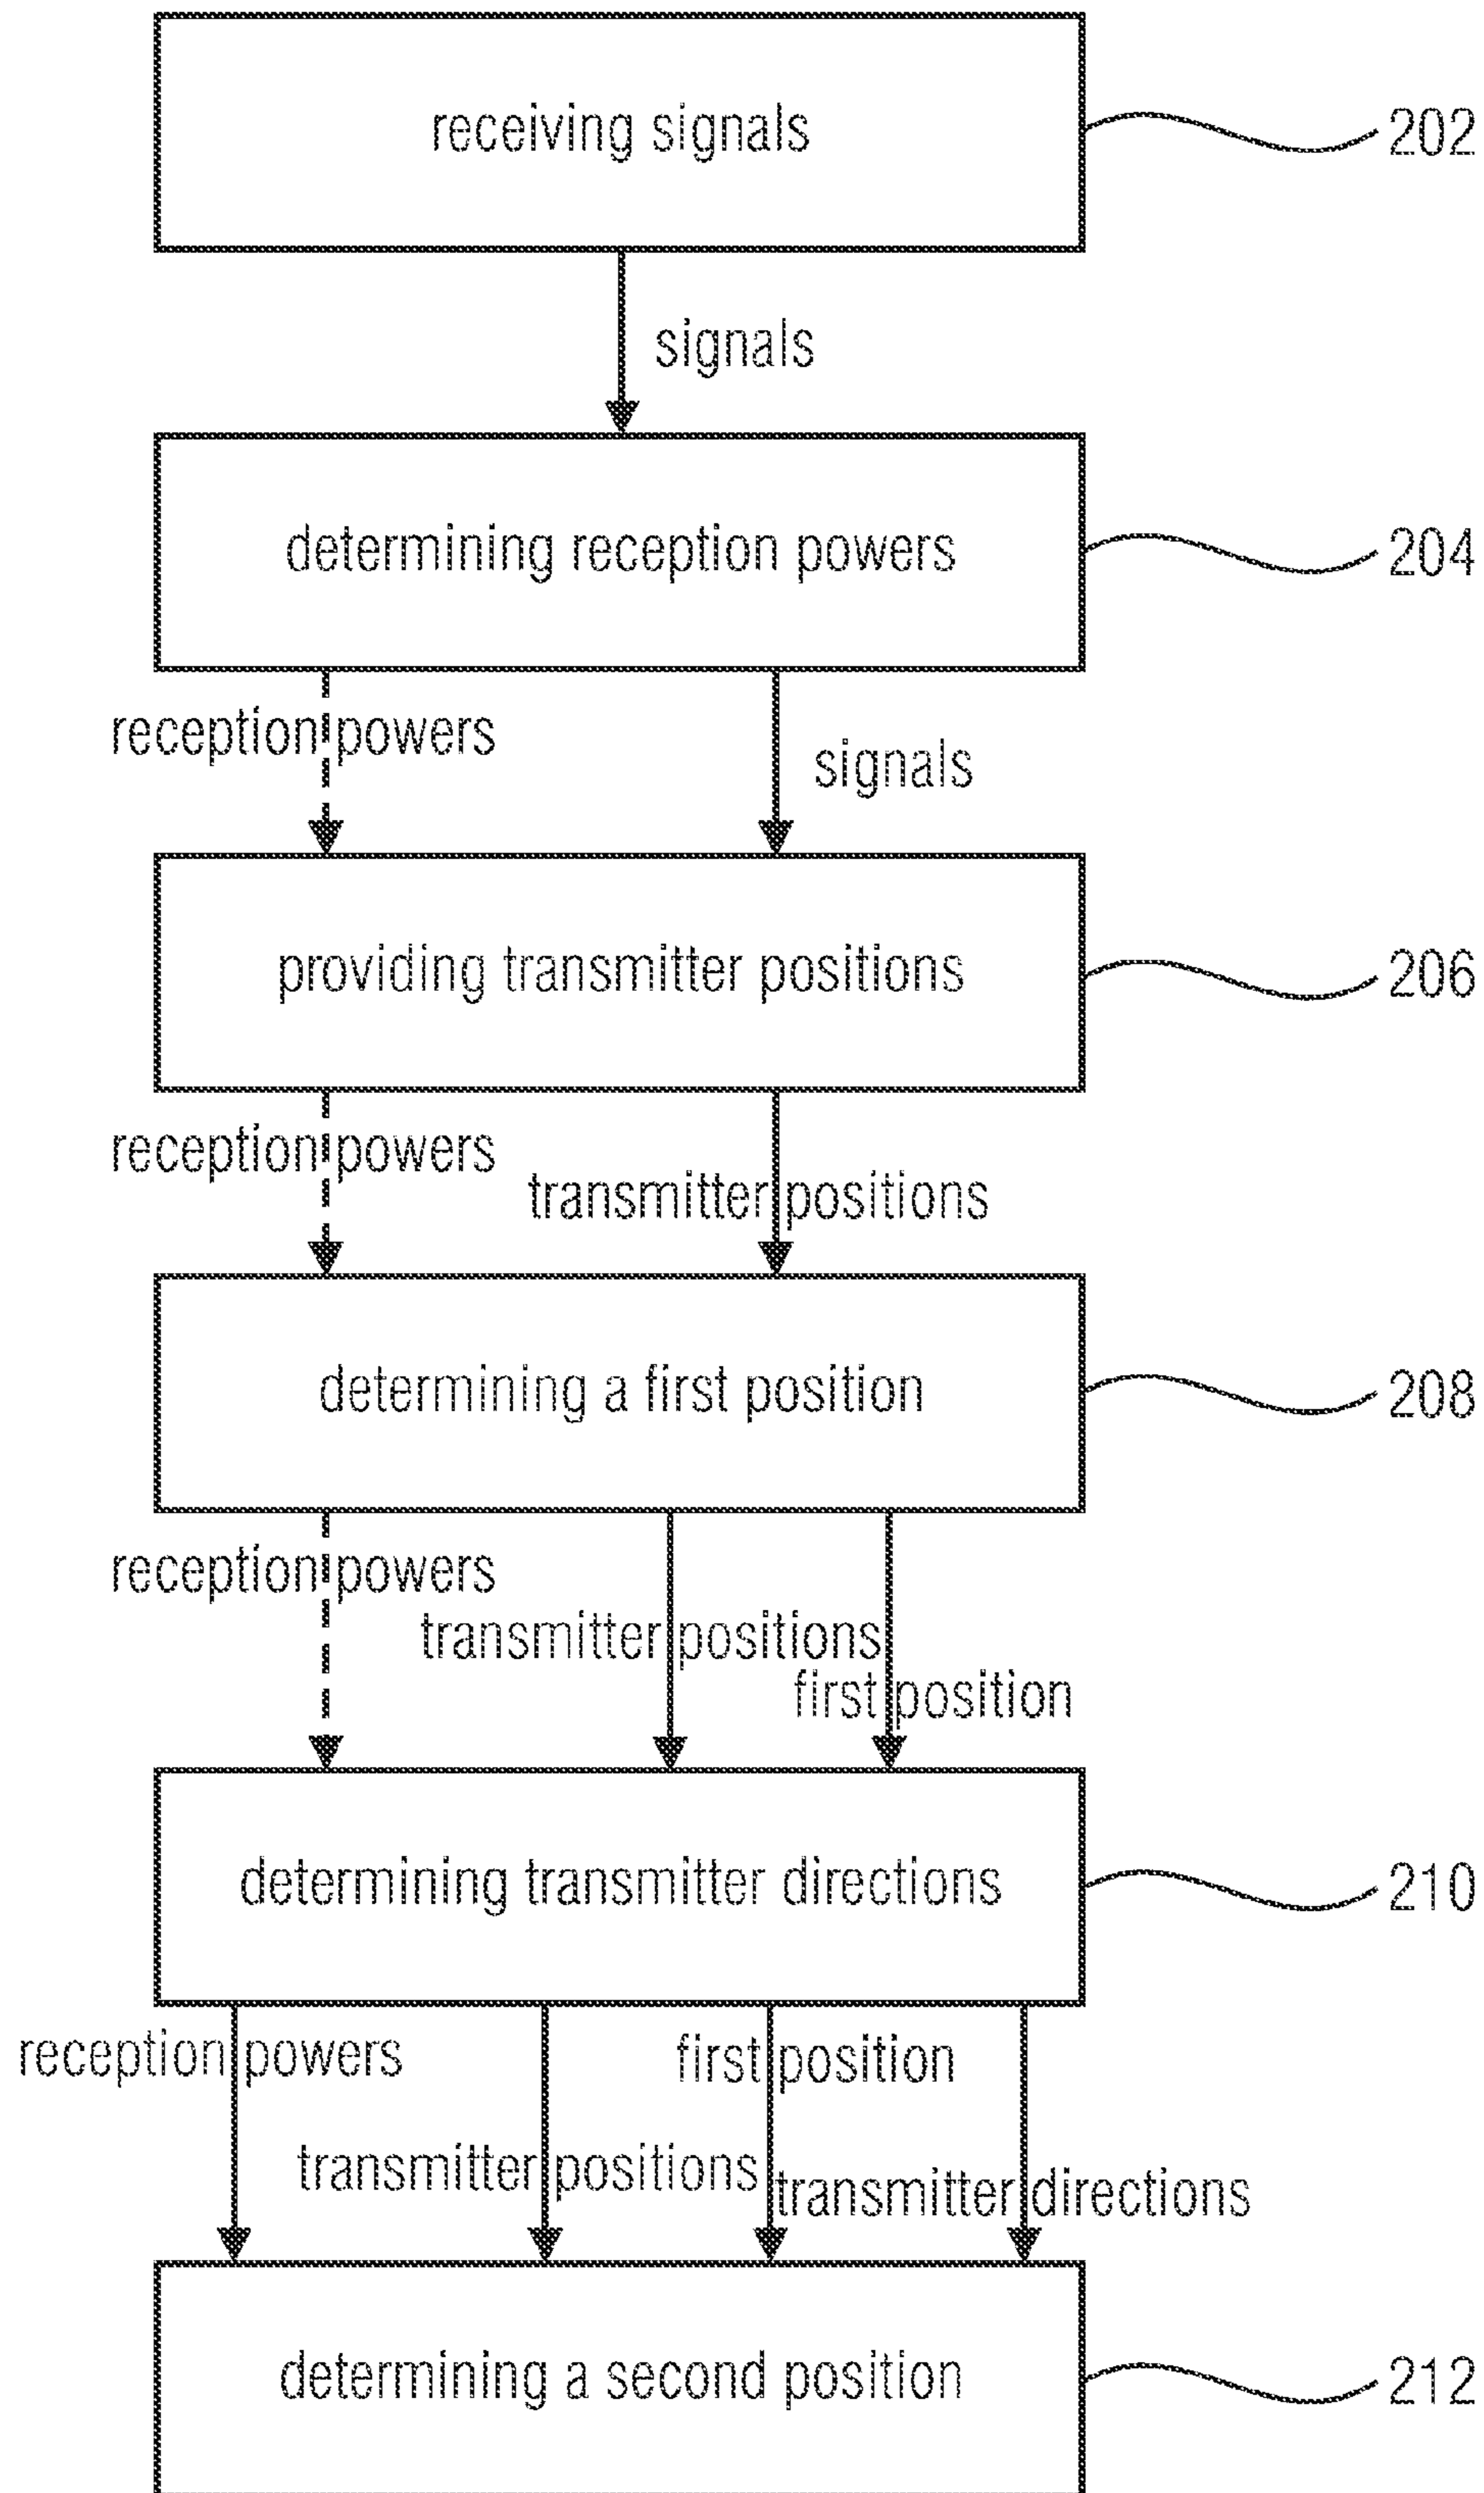 receiving signals
202
signals
determining reception powers
204
reception powers
signals
providing transmitter positions
206
reception powers
transmitter positions
determining a first position
208
reception powers
transmitter positions
first position
determining transmitter directions
210
reception powers
first position
transmitter positions
transmitter directions
determining a second position
212